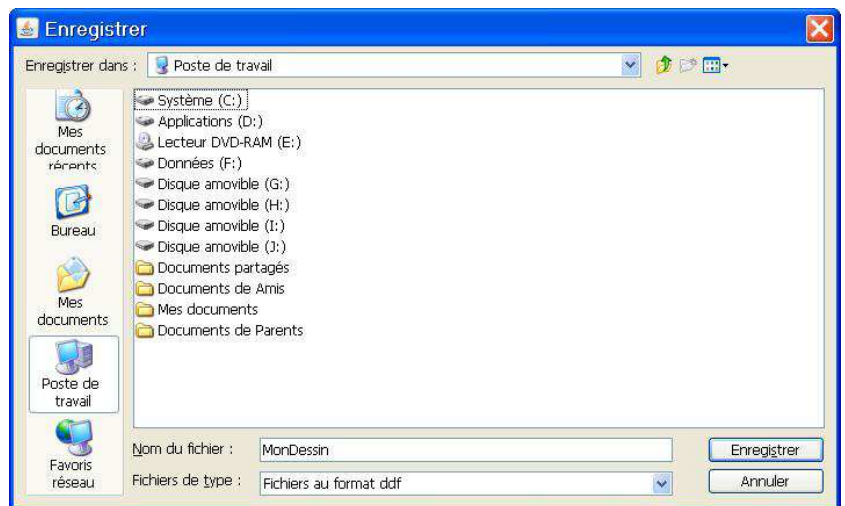 Enregistrer
Enregistrer dans : Poste de travail
Mes
documents
récents
Bureau
Mes
documents
Poste de
travail
Favoris
réseau
Système (C:)
Applications (D:)
Lecteur DVD-RAM (E:)
Données (F:)
Disque amovible (G:)
Disque amovible (H:)
Disque amovible (I:)
Disque amovible (J:)
Documents partagés
Documents de Amis
Mes documents
Documents de Parents
Nom du fichier : MonDessin Enregistrer
Fichiers de type : Fichiers au format ddf Annuler